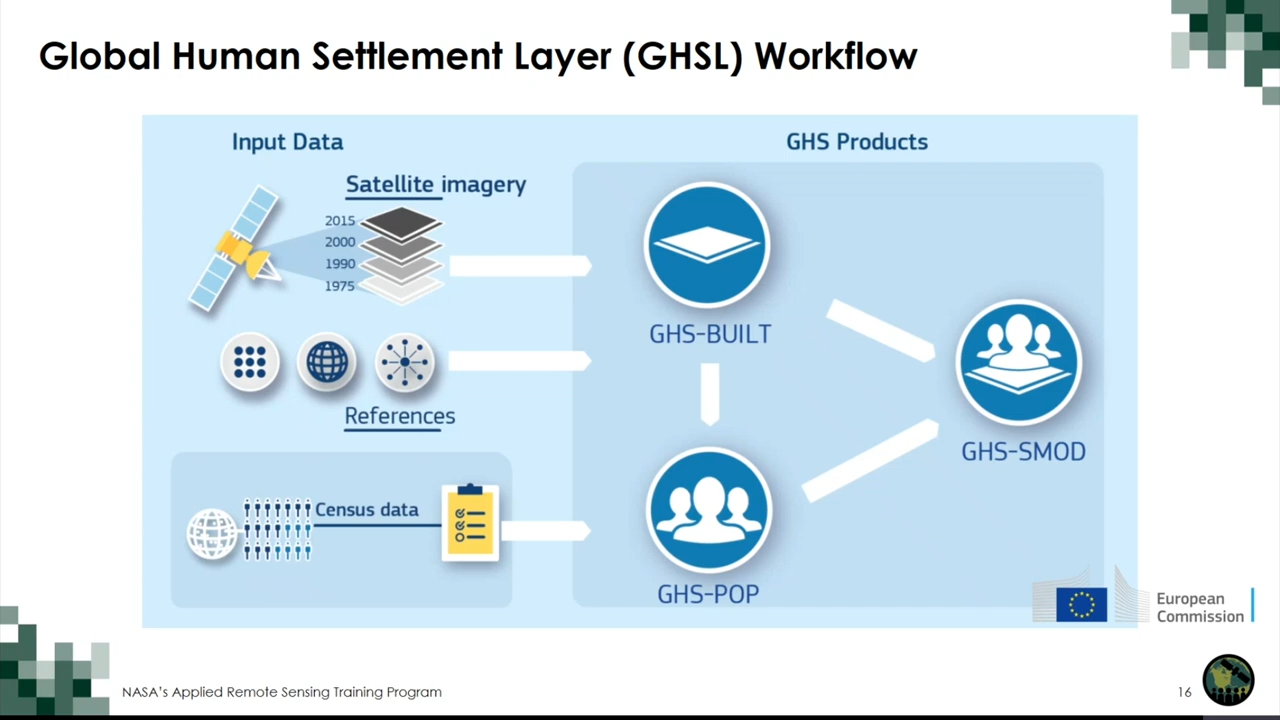 Global Human Settlement Layer (GHSL) Workflow
Input Data
GHS Products
Satellite imagery
2015
2000
1990
1975
GHS-BUILT
References
GHS-SMOD
Census data
GHS-POP
European
Commission
NASA's Applied Remote Sensing Training Program
16